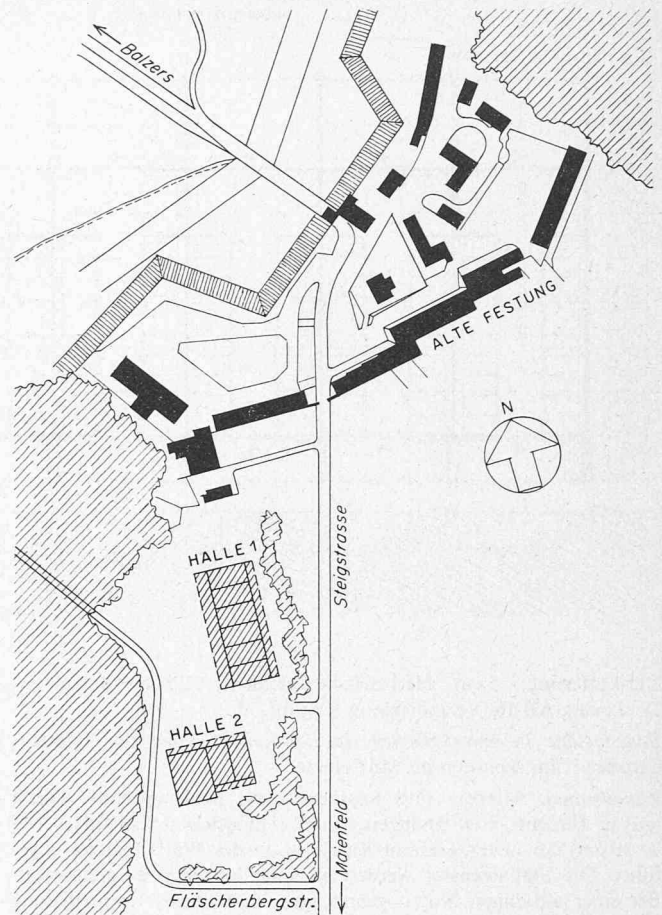 Balzers
ALTE FESTUNG
N
HALLE 1
Steigstrasse
HALLE 2
Maienfeld
Fläscherbergstr.